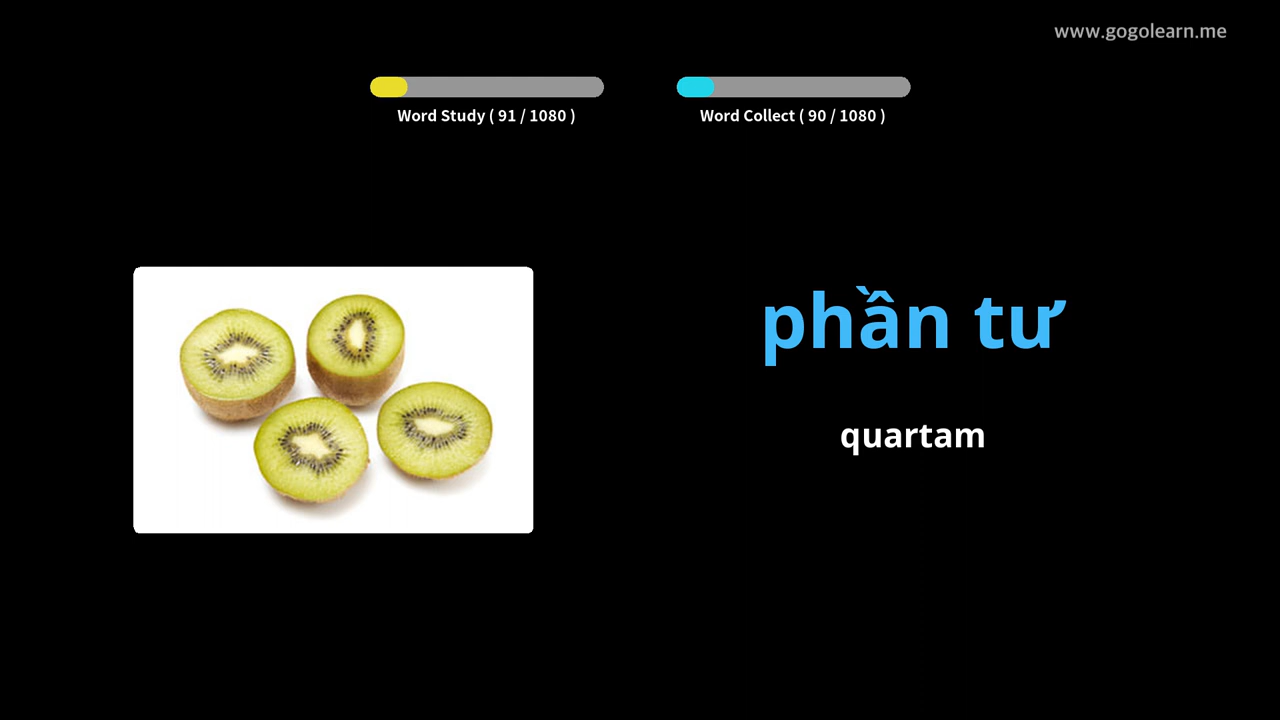 www.gogolearn.me
Word Study ( 91 / 1080 )
Word Collect ( 90 / 1080 )
phần tư
quartam